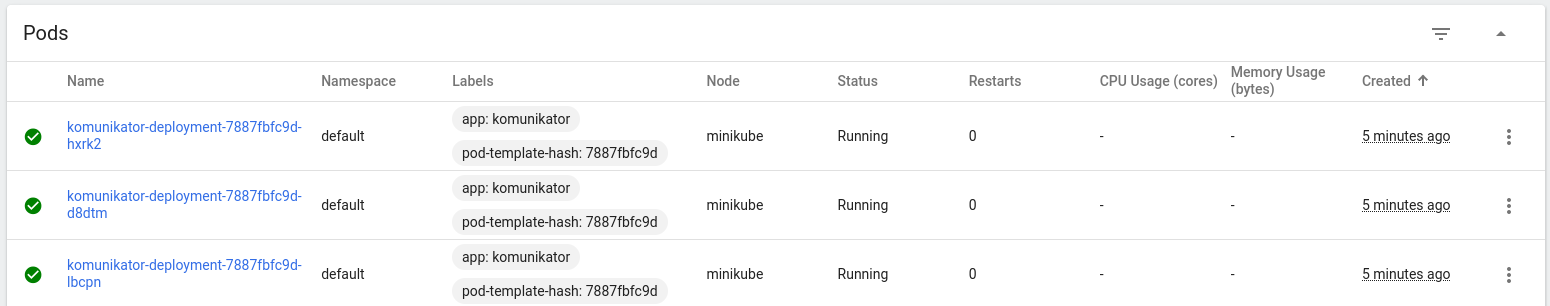 Pods
Name Namespace Labels Node Status Restarts CPU Usage (cores) Memory Usage (bytes) Created
komunikator-deployment-7887fbfc9d-hxrk2 default app: komunikator pod-template-hash: 7887fbfc9d minikube Running 0 - - 5 minutes ago
komunikator-deployment-7887fbfc9d-d8dtm default app: komunikator pod-template-hash: 7887fbfc9d minikube Running 0 - - 5 minutes ago
komunikator-deployment-7887fbfc9d-lbcpn default app: komunikator pod-template-hash: 7887fbfc9d minikube Running 0 - - 5 minutes ago